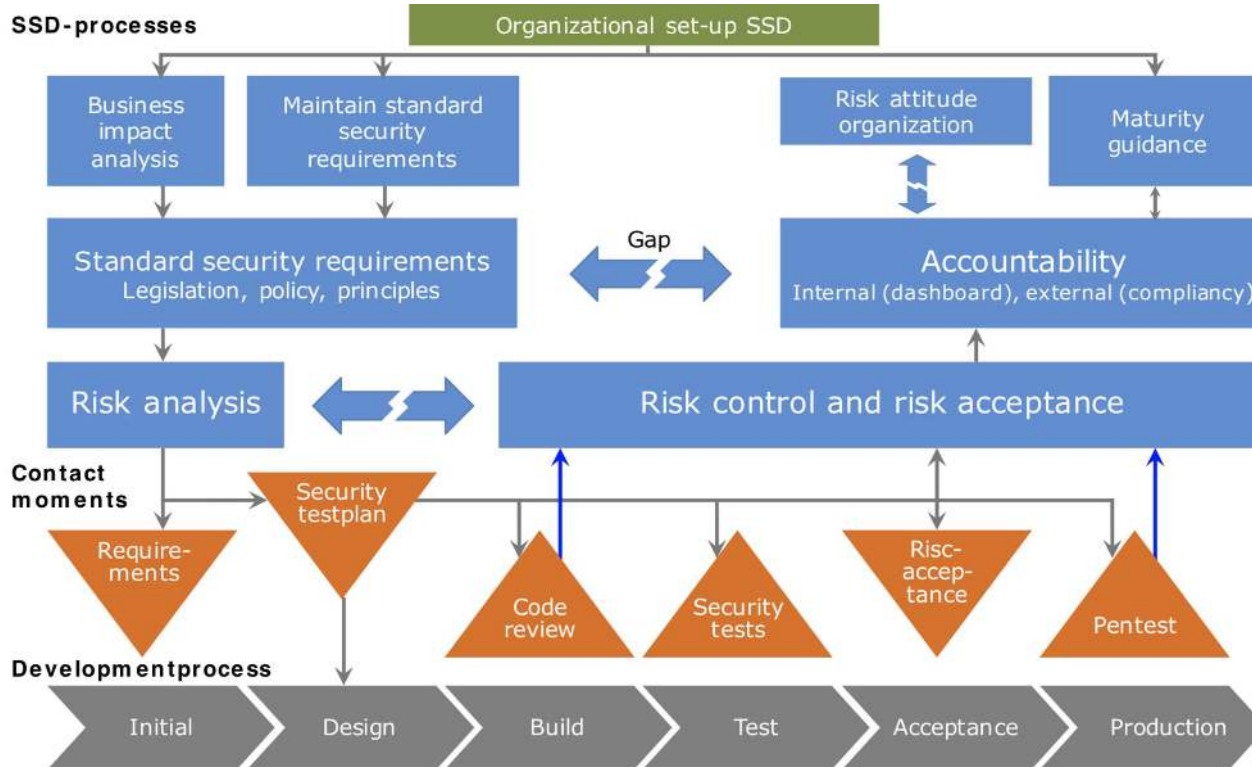 SSD-processes
Organizational set-up SSD
Business
impact
analysis
Maintain standard
security
requirements
Risk attitude
organization
Maturity
guidance
Standard security requirements
Legislation, policy, principles
Gap
Accountability
Internal (dashboard), external (compliancy)
Risk analysis
Risk control and risk acceptance
Contact
moments
Security
testplan
Require-
ments
Code
review
Security
tests
Risc-
accep-
tance
Pentest
Developmentprocess
Initial
Design
Build
Test
Acceptance
Production